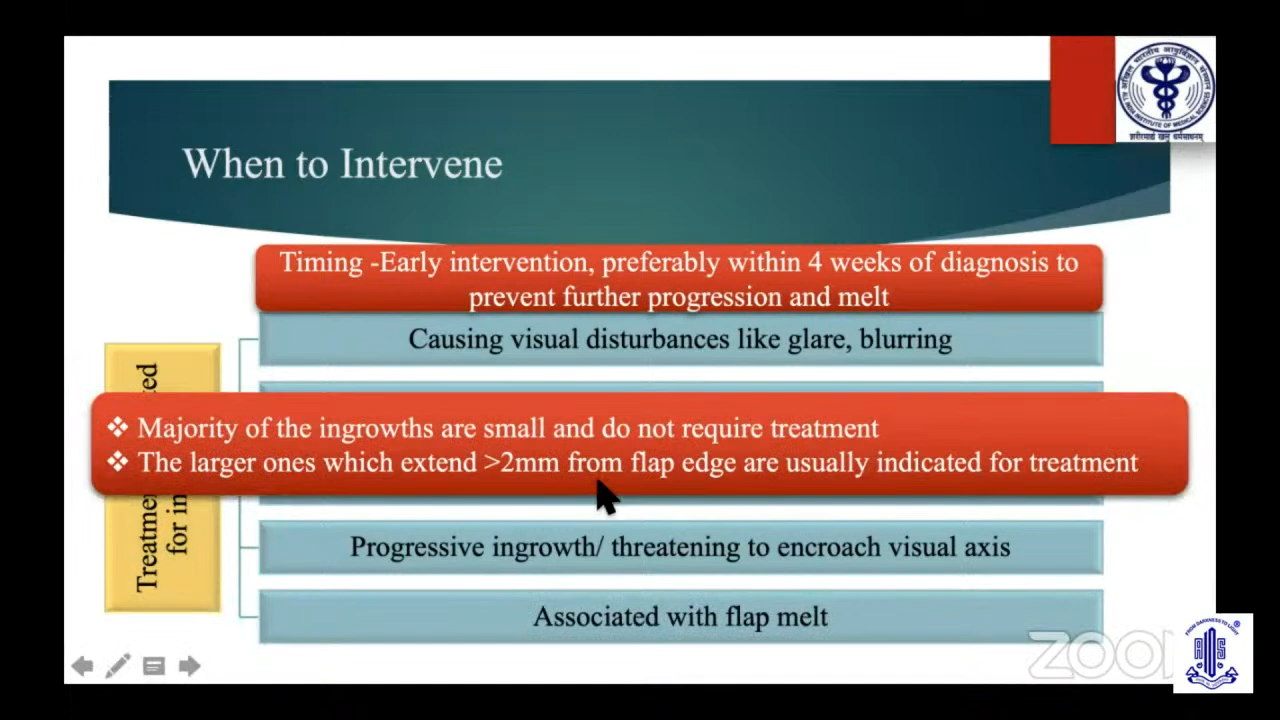 When to Intervene
Timing -Early intervention, preferably within 4 weeks of diagnosis to
prevent further progression and melt
Causing visual disturbances like glare, blurring
❖ Majority of the ingrowths are small and do not require treatment
❖ The larger ones which extend >2mm from flap edge are usually indicated for treatment
Treatment
for
Progressive ingrowth/ threatening to encroach visual axis
Associated with flap melt
ZOO